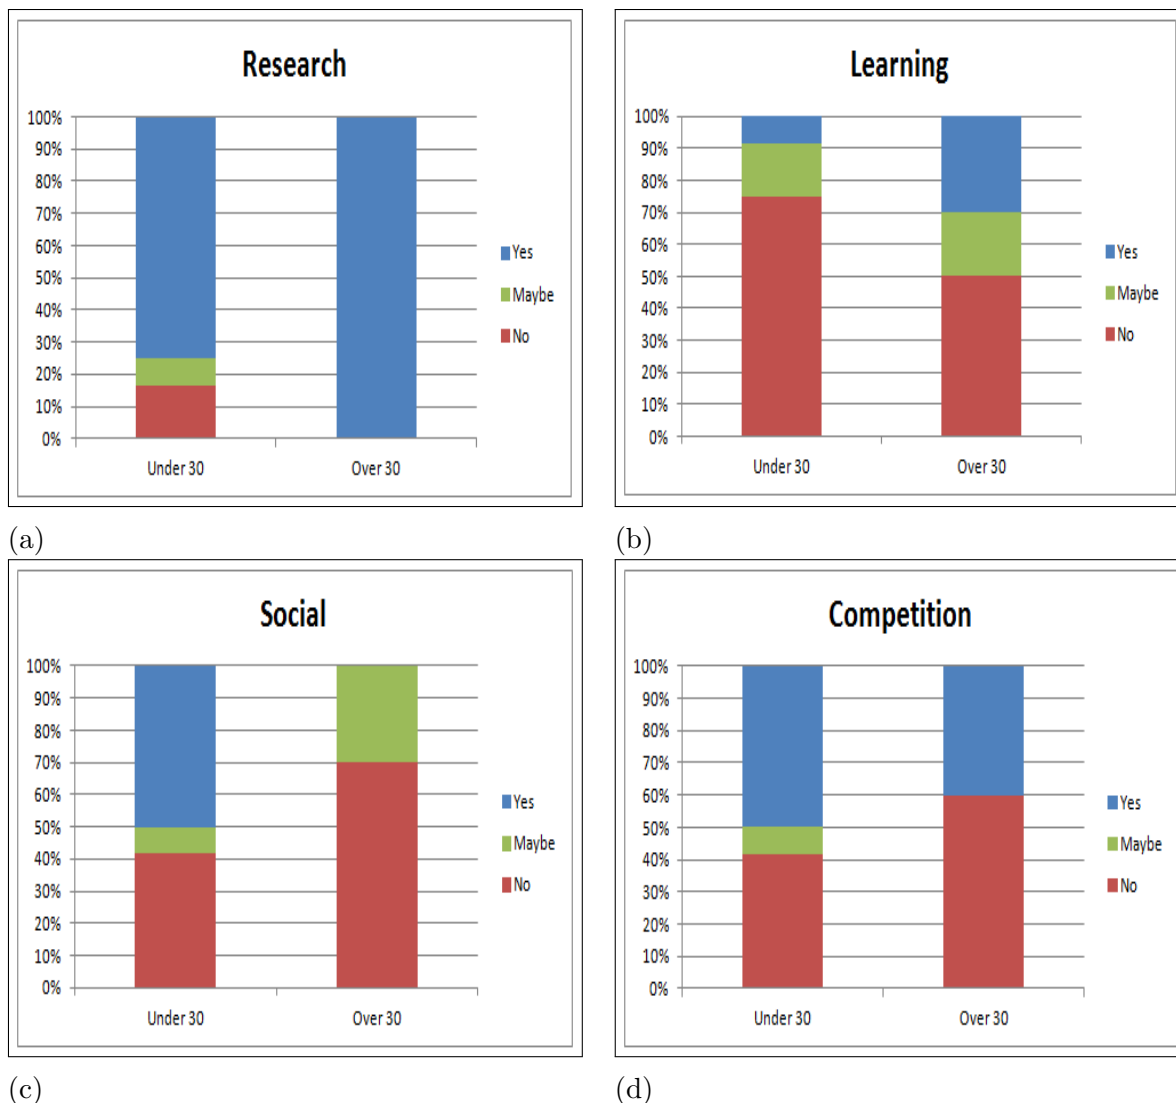 Research
100%
90%
80%
70%
60%
50%
40%
30%
20%
10%
0%
Under 30
Over 30
Yes
Maybe
No
(a)
Learning
100%
90%
80%
70%
60%
50%
40%
30%
20%
10%
0%
Under 30
Over 30
Yes
Maybe
No
(b)
Social
100%
90%
80%
70%
60%
50%
40%
30%
20%
10%
0%
Under 30
Over 30
Yes
Maybe
No
(c)
Competition
100%
90%
80%
70%
60%
50%
40%
30%
20%
10%
0%
Under 30
Over 30
Yes
Maybe
No
(d)